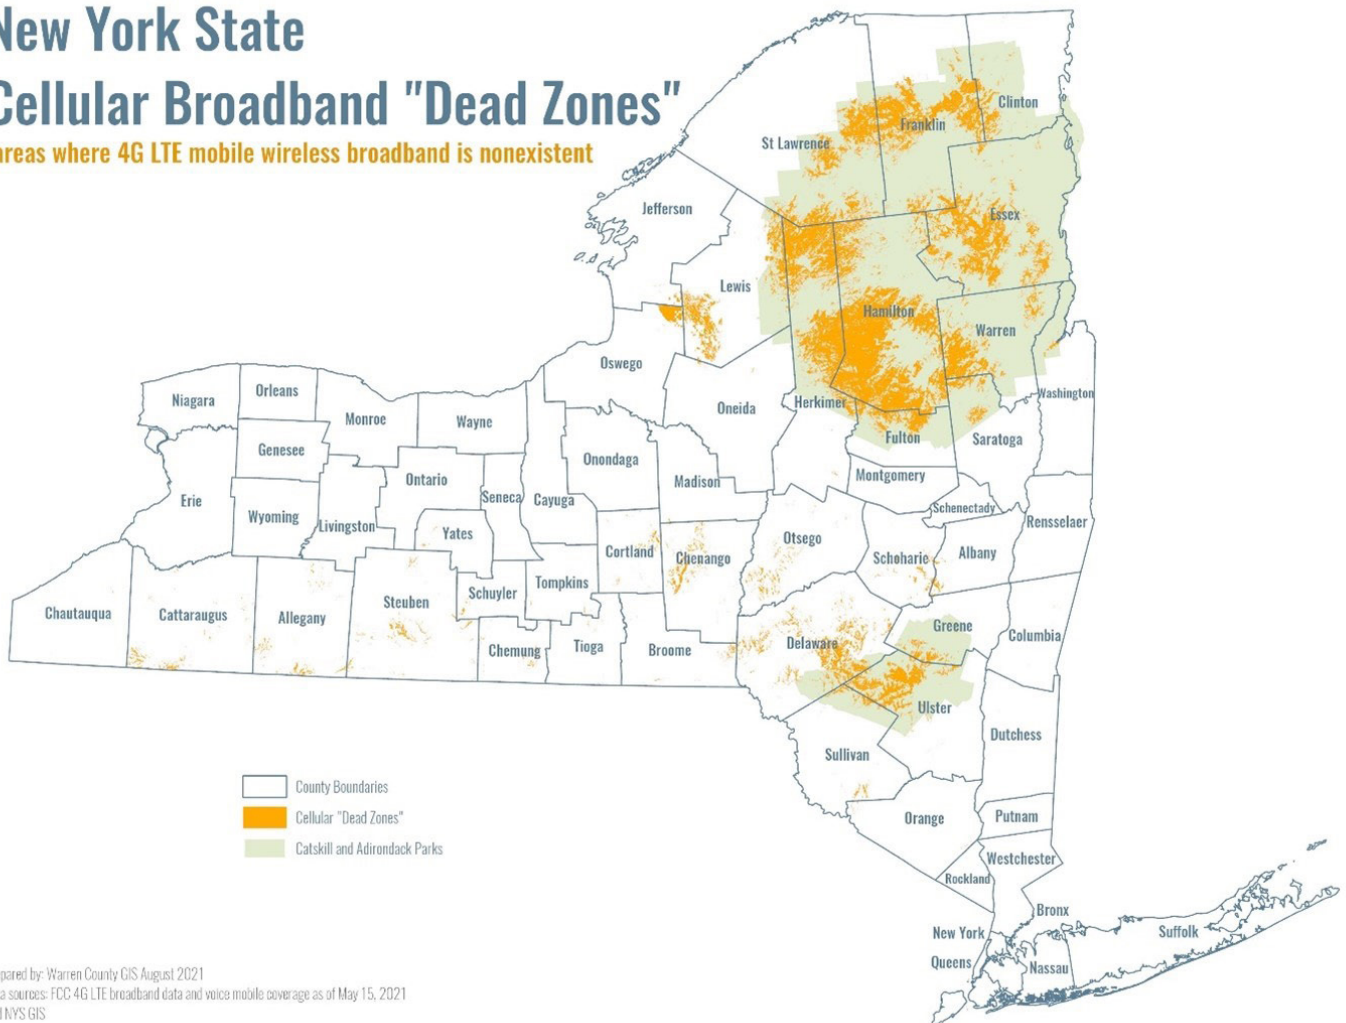 New York State
Cellular Broadband "Dead Zones"
areas where 4G LTE mobile wireless broadband is nonexistent
Clinton
Franklin
St Lawrence
Jefferson
Essex
Lewis
Hamilton
Warren
Oswego
Niagara
Orleans
Monroe
Wayne
Oneida
Herkimer
Washington
Genesee
Onondaga
Fulton
Saratoga
Ontario
Seneca
Cayuga
Madison
Montgomery
Erie
Wyoming
Livingston
Yates
Schenectady
Rensselaer
Cortland
Chenango
Otsego
Schoharie
Albany
Chautauqua
Cattaraugus
Allegany
Steuben
Schuyler
Tompkins
Greene
Columbia
Chemung
Tioga
Broome
Delaware
Ulster
Dutchess
Sullivan
County Boundaries
Cellular "Dead Zones"
Catskill and Adirondack Parks
Orange
Putnam
Westchester
Rockland
Bronx
New York
Suffolk
Queens
Nassau
pared by: Warren County GIS August 2021
a sources: FCC 4G LTE broadband data and voice mobile coverage as of May 15, 2021
NYS GIS